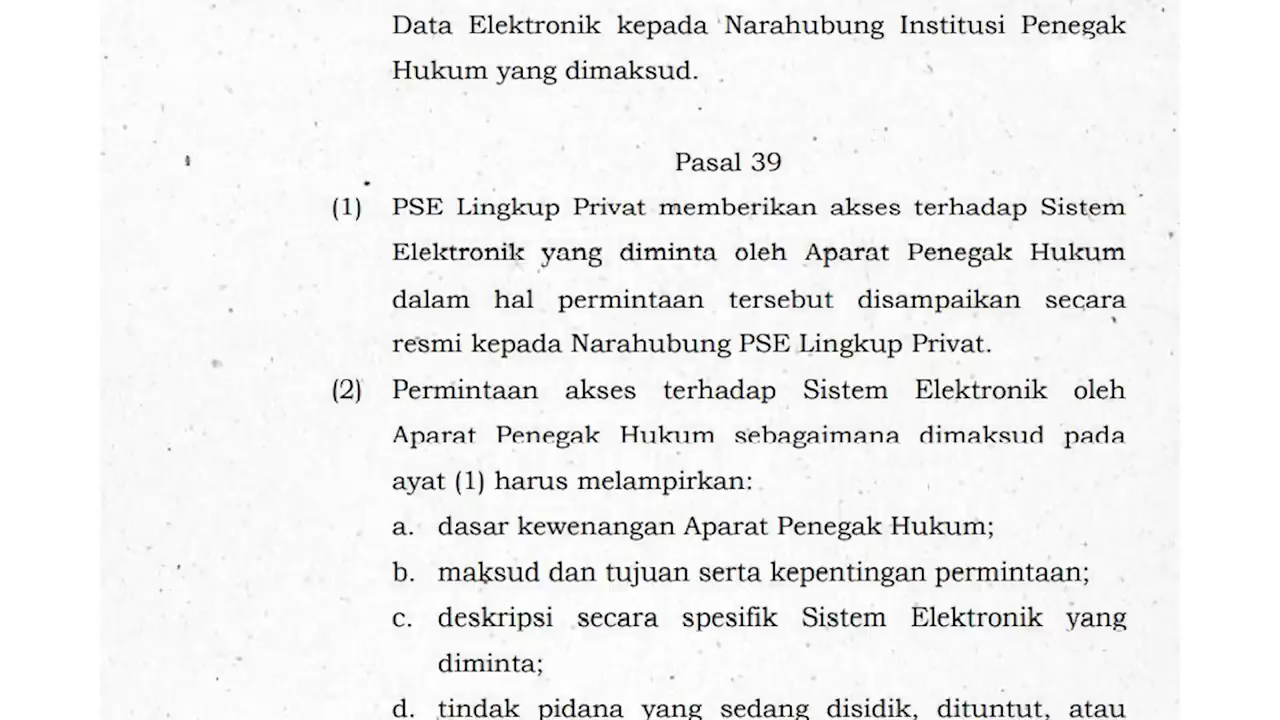 Data Elektronik kepada Narahubung Institusi Penegak
Hukum yang dimaksud.
Pasal 39
(1) PSE Lingkup Privat memberikan akses terhadap Sistem
Elektronik yang diminta oleh Aparat Penegak Hukum
dalam hal permintaan tersebut disampaikan secara
resmi kepada Narahubung PSE Lingkup Privat.
(2) Permintaan akses terhadap Sistem Elektronik oleh
Aparat Penegak Hukum sebagaimana dimaksud pada
ayat (1) harus melampirkan:
a. dasar kewenangan Aparat Penegak Hukum;
b. maksud dan tujuan serta kepentingan permintaan;
c. deskripsi secara spesifik Sistem Elektronik yang
diminta;
d. tindak pidana yang sedang disidik, dituntut, atau